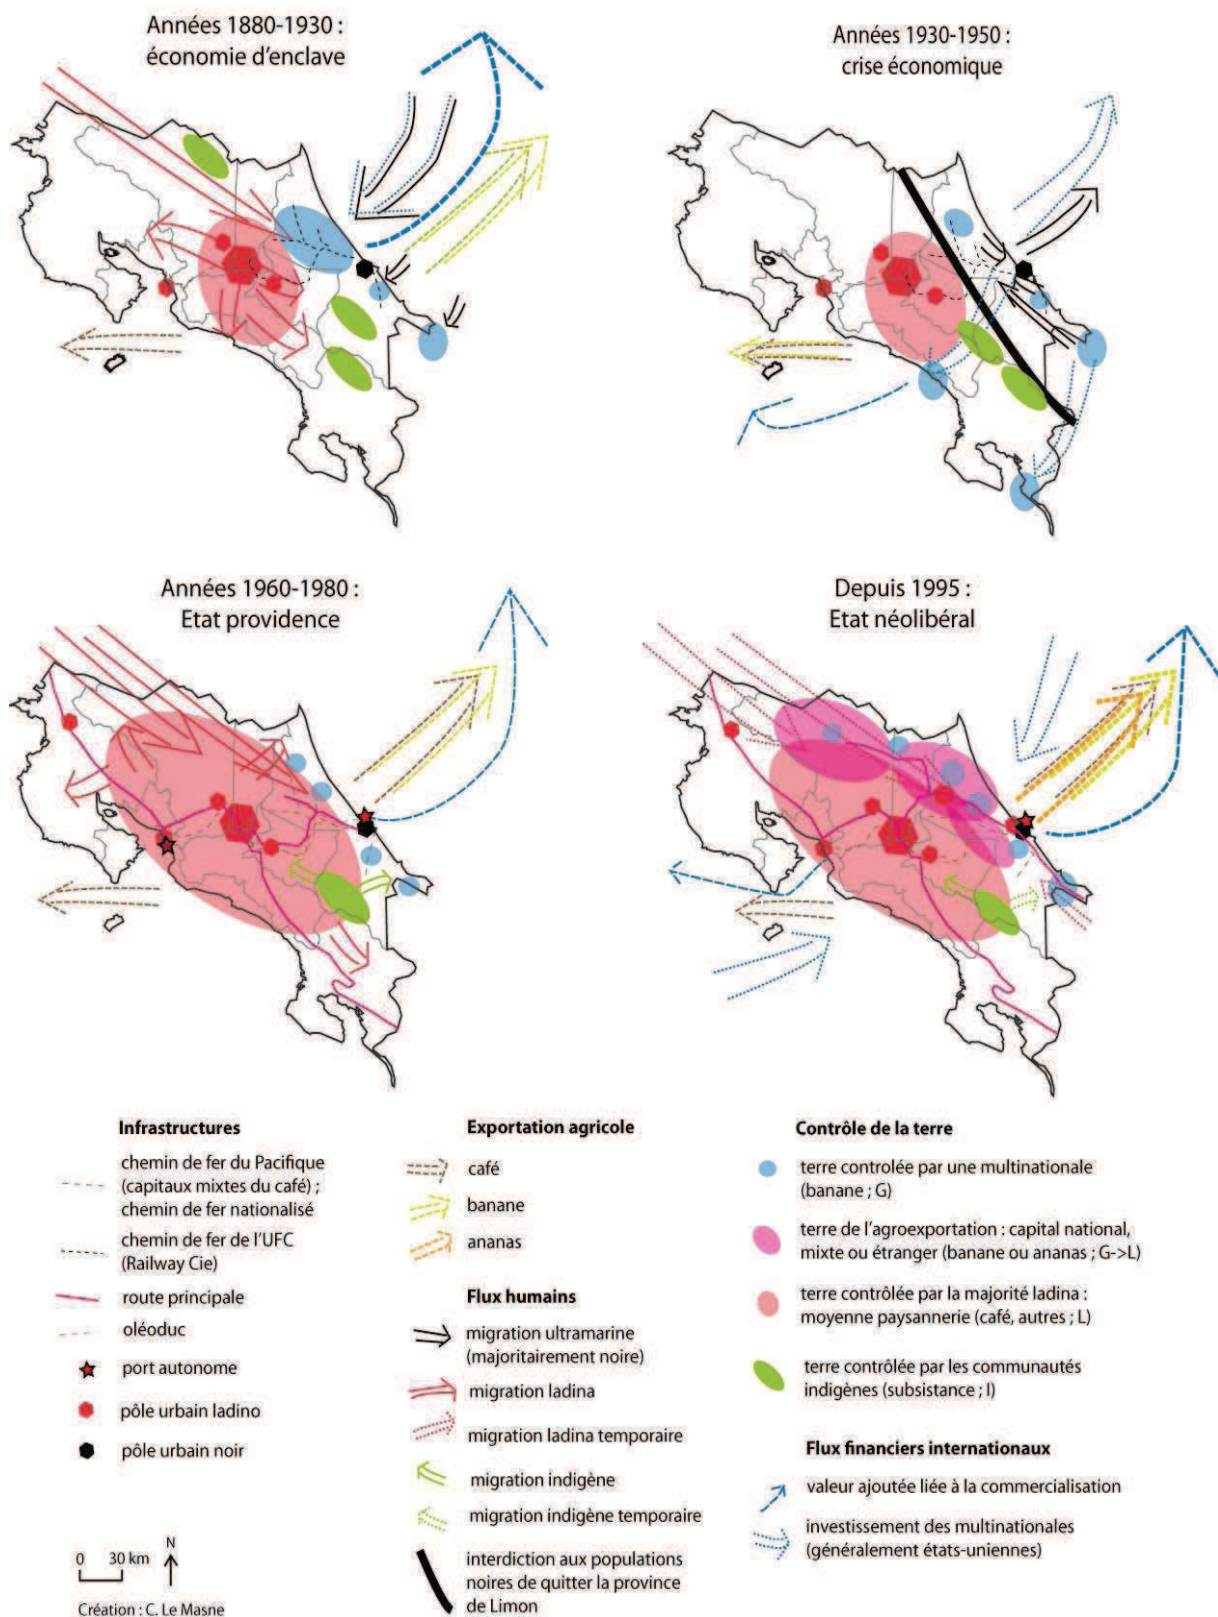 Années 1880-1930 :
économie d'enclave
Années 1930-1950 :
crise économique
Années 1960-1980 :
Etat providence
Depuis 1995 :
Etat néolibéral
Infrastructures
chemin de fer du Pacifique
(capitaux mixtes du café) ;
chemin de fer nationalisé
chemin de fer de l'UFC
(Railway Cie)
route principale
oléoduc
port autonome
pôle urbain ladino
pôle urbain noir
0 30 km
N
Création : C. Le Masne
Exportation agricole
café
banane
ananas
Flux humains
migration ultramarine
(majoritairement noire)
migration ladina
migration ladina temporaire
migration indigène
migration indigène temporaire
interdiction aux populations
noires de quitter la province
de Limon
Contrôle de la terre
terre controlée par une multinationale
(banane ; G)
terre de l'agroexportation : capital national,
mixte ou étranger (banane ou ananas ; G->L)
terre contrôlée par la majorité ladina :
moyenne paysannerie (café, autres ; L)
terre contrôlée par les communautés
indigènes (subsistance ; I)
Flux financiers internationaux
valeur ajoutée liée à la commercialisation
investissement des multinationales
(généralement états-uniennes)